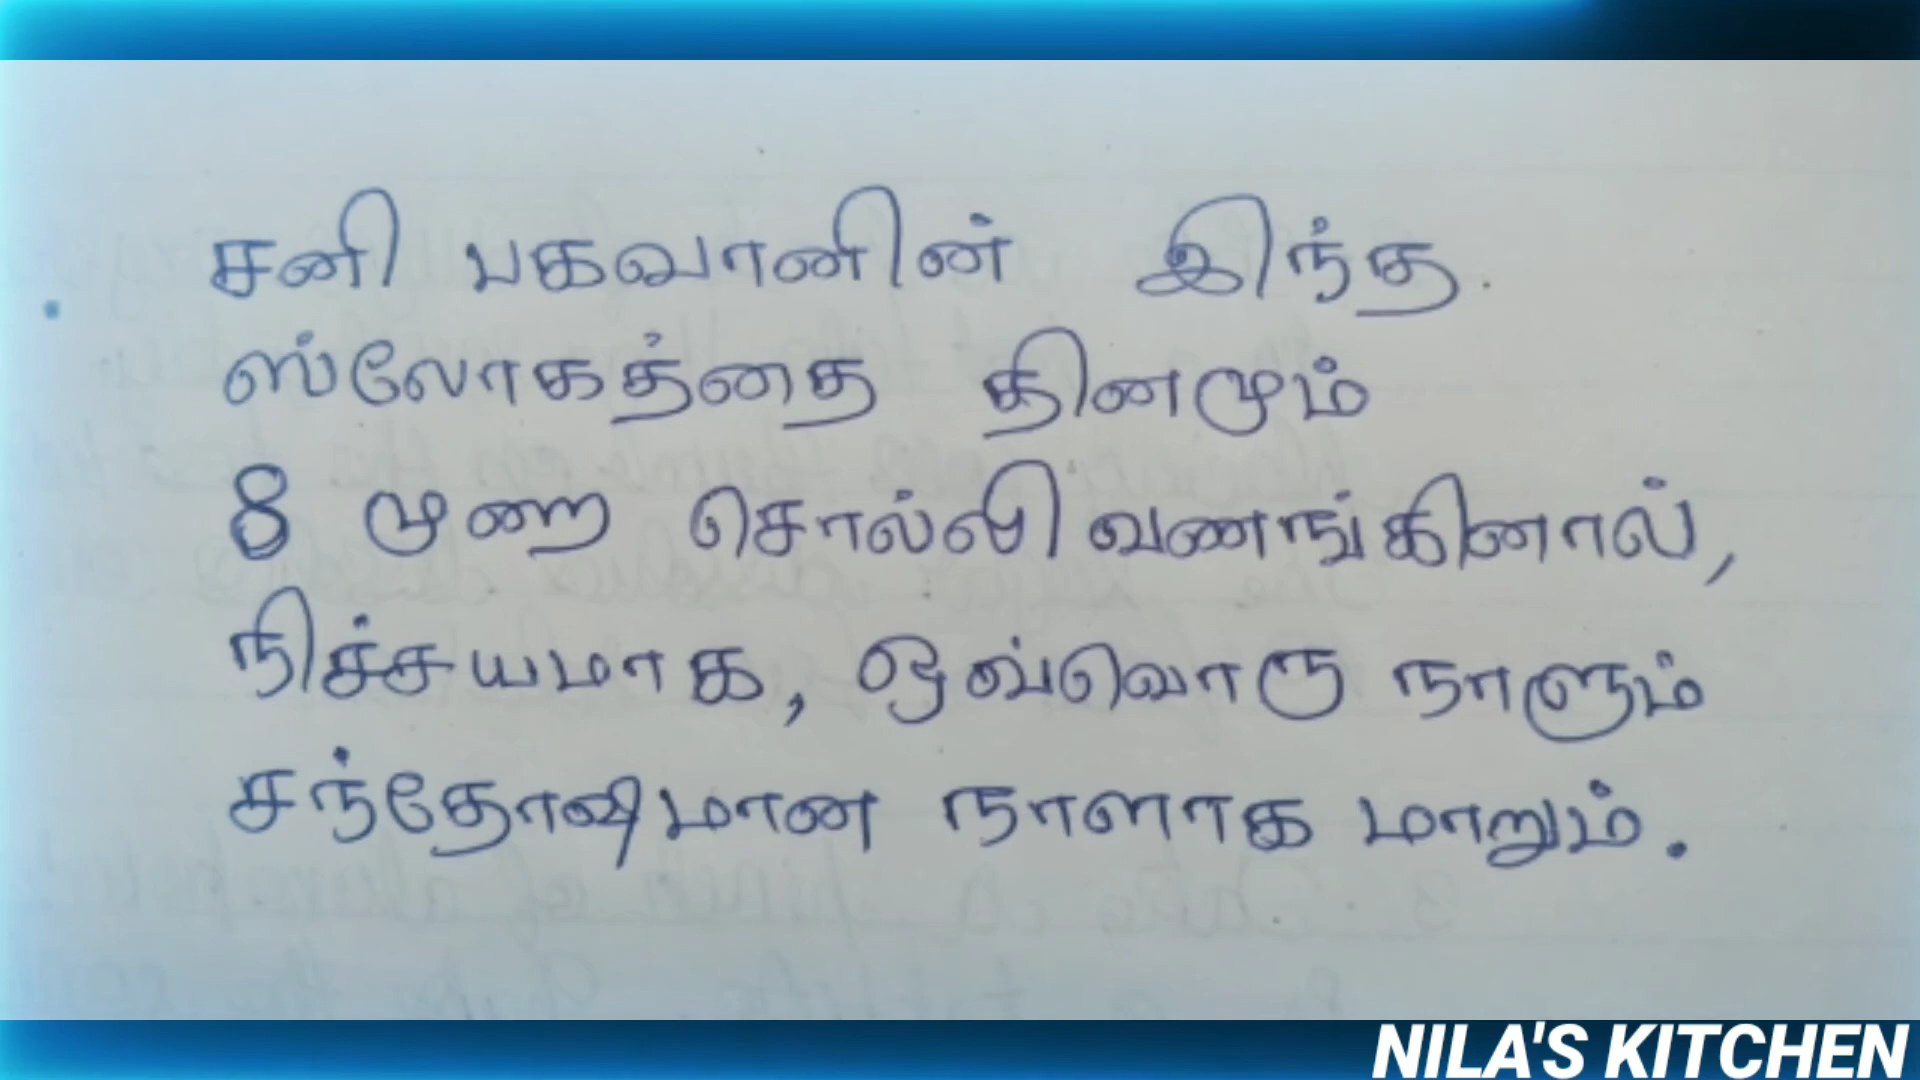 சனி பகவானின் இந்த
ஸ்லோகத்தை தினமும்
8 முறை சொல்லி வணங்கினால்,
நிச்சயமாக, ஒவ்வொரு நாளும்
சந்தோஷமான நாளாக மாறும்.
NILA'S KITCHEN